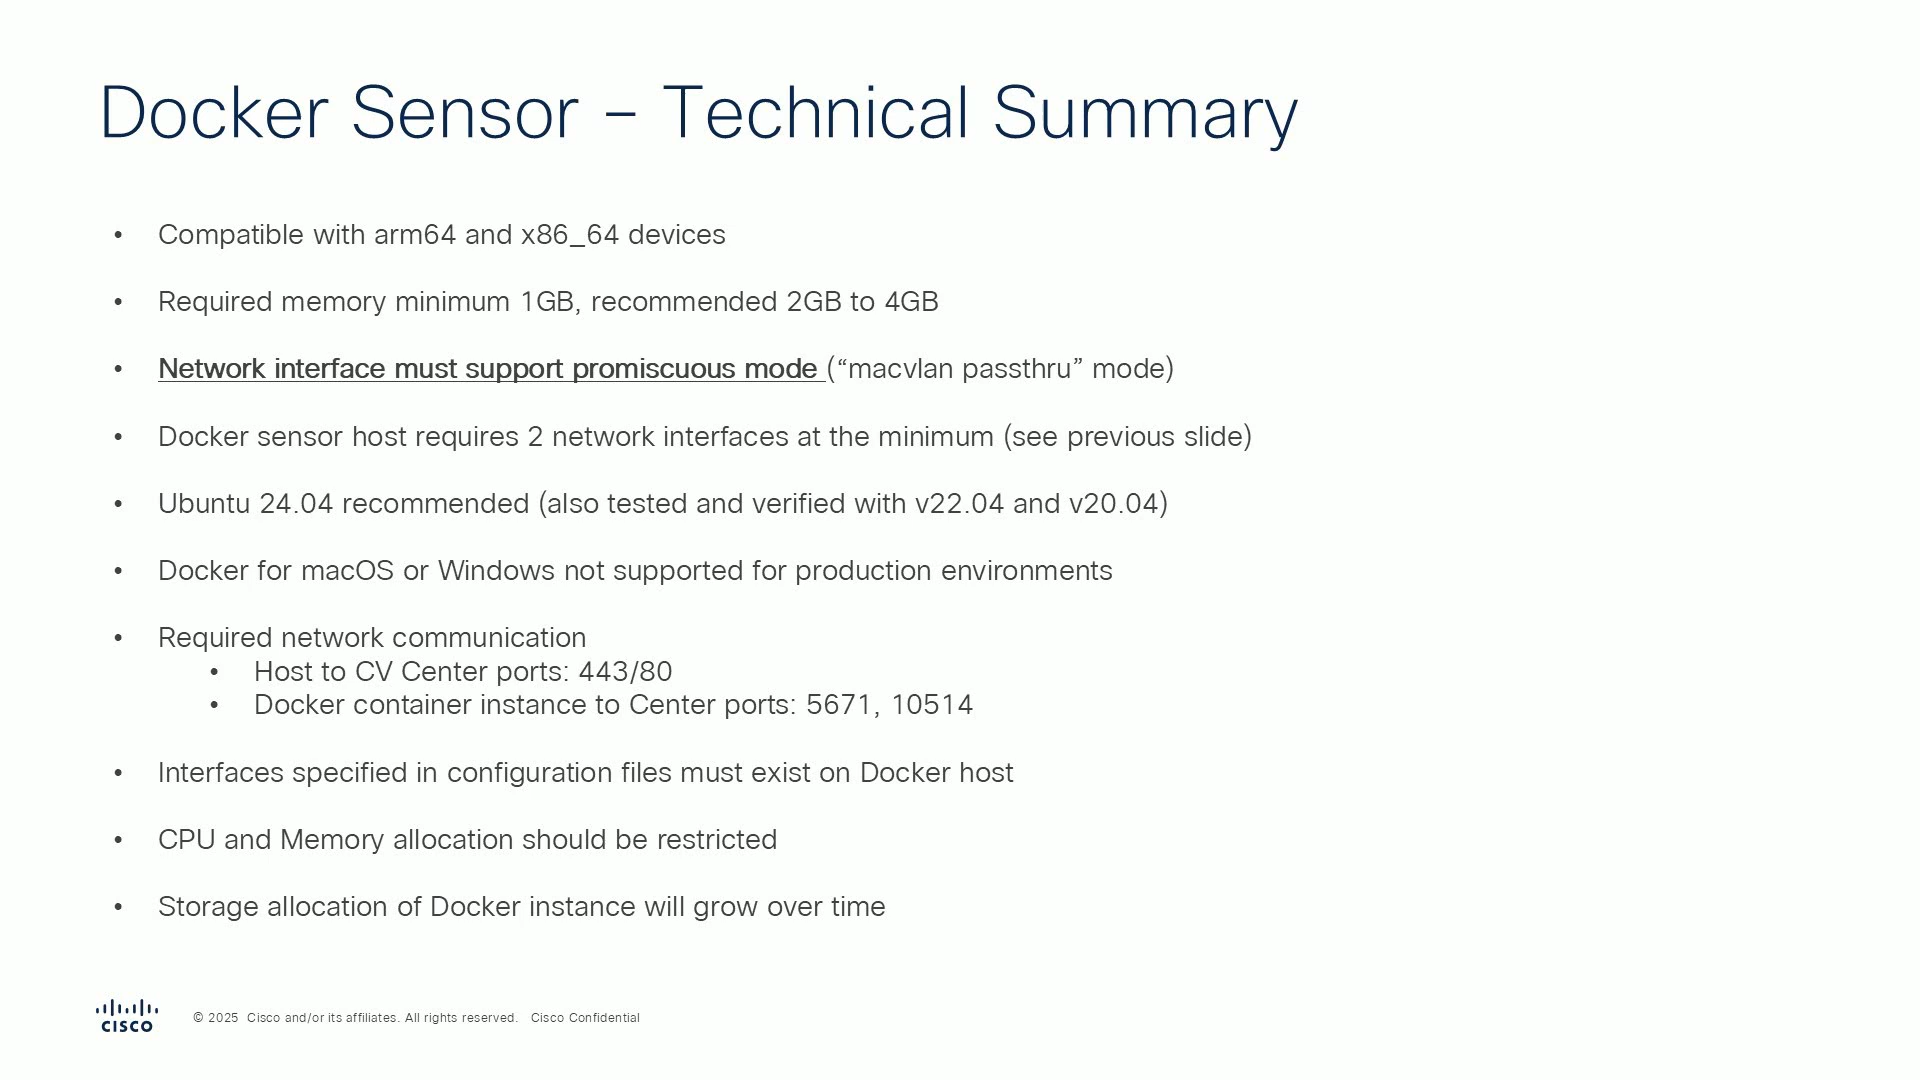 Docker Sensor – Technical Summary
• Compatible with arm64 and x86_64 devices
• Required memory minimum 1GB, recommended 2GB to 4GB
• Network interface must support promiscuous mode (“macvlan passthru” mode)
• Docker sensor host requires 2 network interfaces at the minimum (see previous slide)
• Ubuntu 24.04 recommended (also tested and verified with v22.04 and v20.04)
• Docker for macOS or Windows not supported for production environments
• Required network communication
• Host to CV Center ports: 443/80
• Docker container instance to Center ports: 5671, 10514
• Interfaces specified in configuration files must exist on Docker host
• CPU and Memory allocation should be restricted
• Storage allocation of Docker instance will grow over time
CISCO
© 2025 Cisco and/or its affiliates. All rights reserved. Cisco Confidential